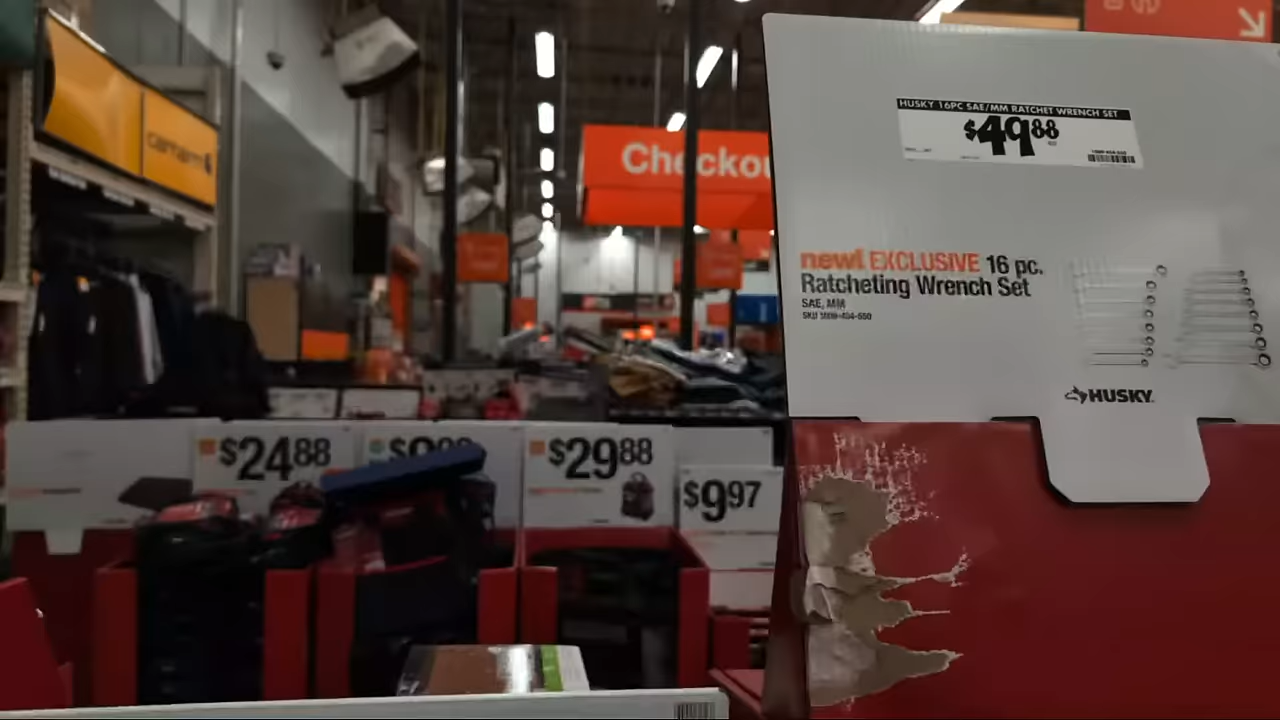 carhartt
Checkou
HUSKY 16PC SAE/MM RATCHET WRENCH SET
$49.88
new! EXCLUSIVE 16 pc.
Ratcheting Wrench Set
SAE, MM
HUSKY
$24.88
$29.88
$9.97